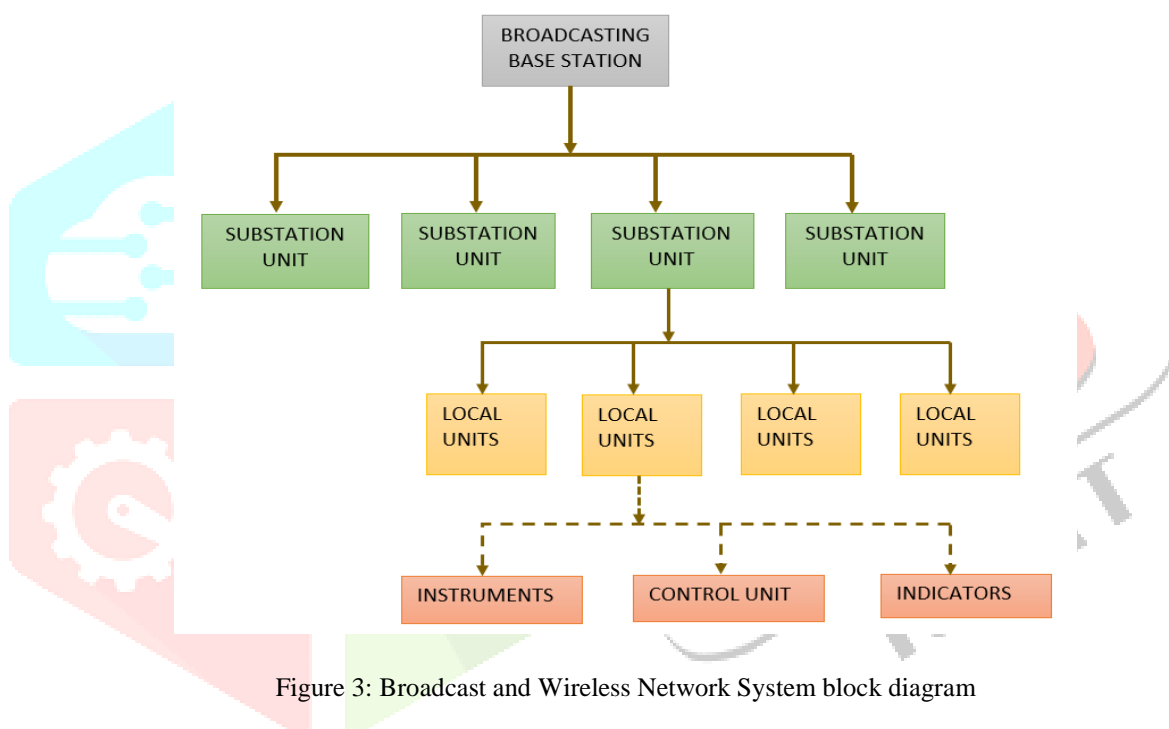 BROADCASTING
BASE STATION
SUBSTATION
UNIT
SUBSTATION
UNIT
SUBSTATION
UNIT
SUBSTATION
UNIT
LOCAL
UNITS
LOCAL
UNITS
LOCAL
UNITS
LOCAL
UNITS
INSTRUMENTS
CONTROL UNIT
INDICATORS
Figure 3: Broadcast and Wireless Network System block diagram